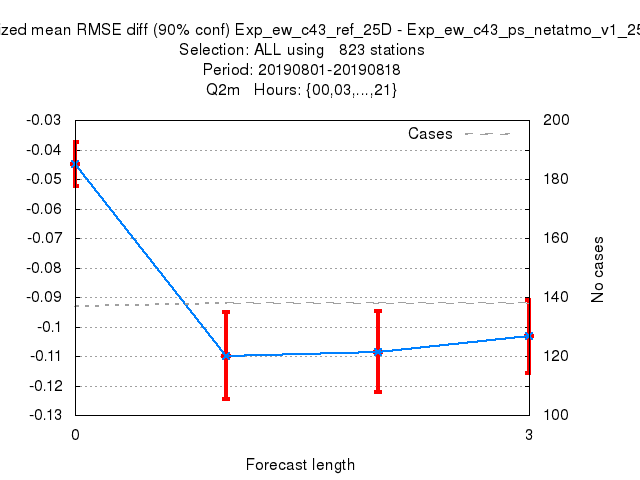 ized mean RMSE diff (90% conf) Exp_ew_c43_ref_25D - Exp_ew_c43_ps_netatmo_v1_25
Selection: ALL using 823 stations
Period: 20190801-20190818
Q2m Hours: {00,03,...,21}
-0.03 200
Cases
-0.04
-0.05 180
-0.06
-0.07 160
-0.08
-0.09 140
-0.1
-0.11 120
-0.12
-0.13 100
No cases
0 3
Forecast length